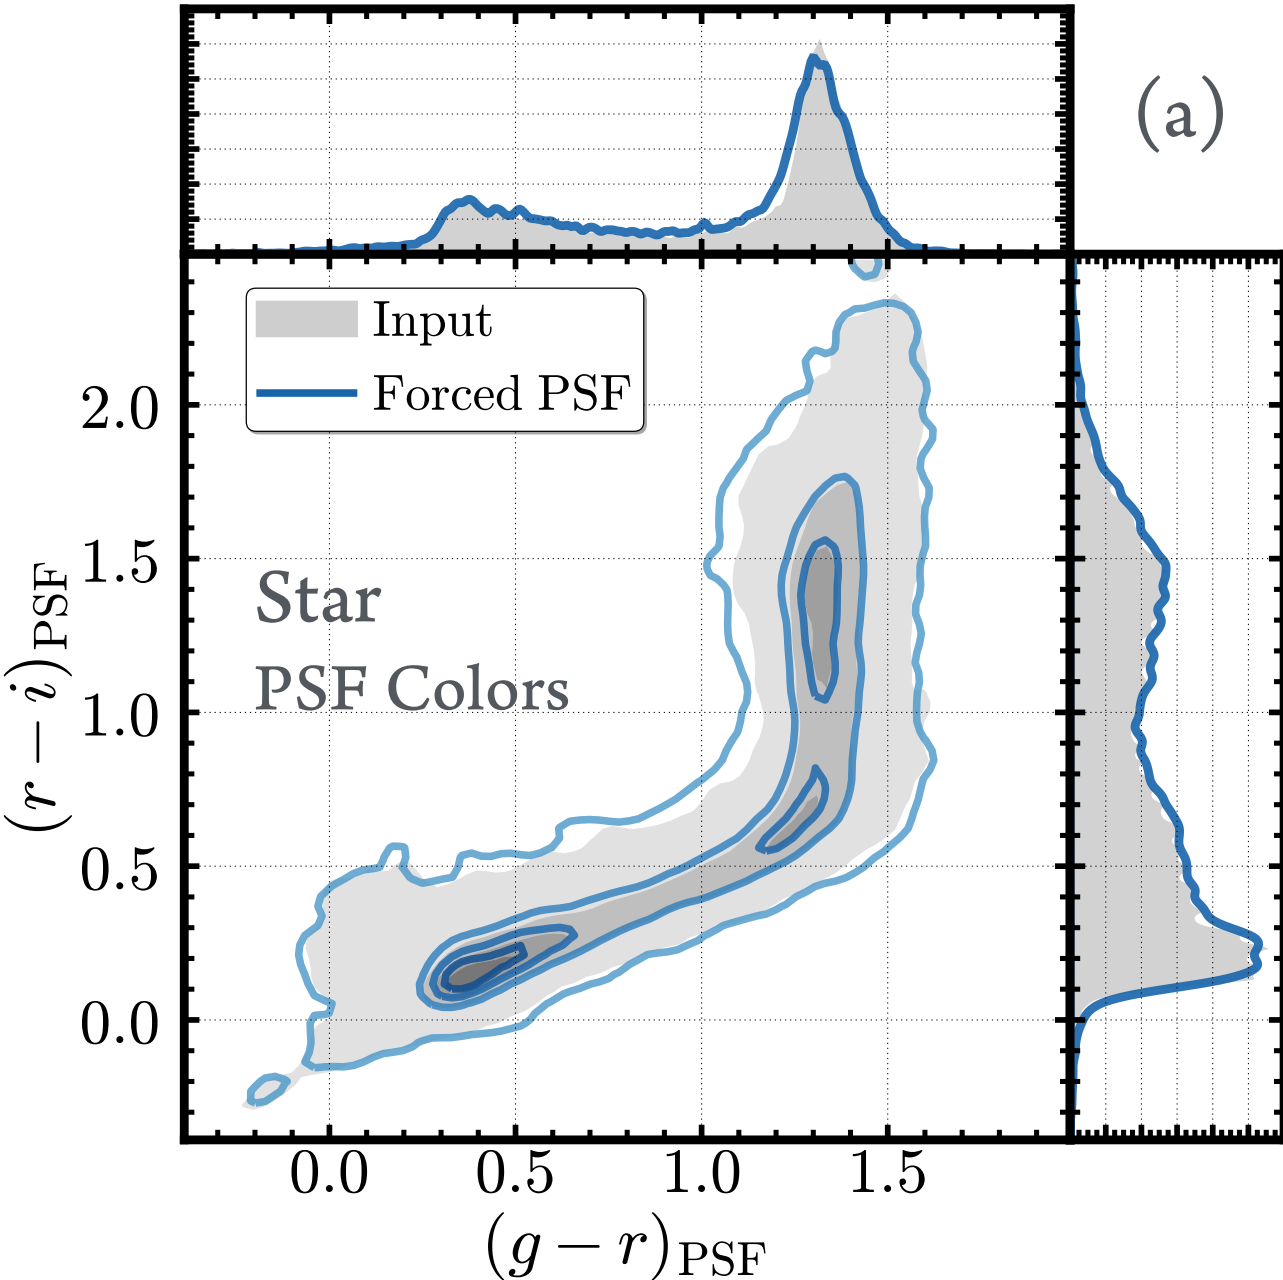 (a)
Input
Forced PSF
Star
PSF Colors
2.0
1.5
1.0
0.5
0.0
(r − i)PSF
0.0 0.5 1.0 1.5
(g − r)PSF